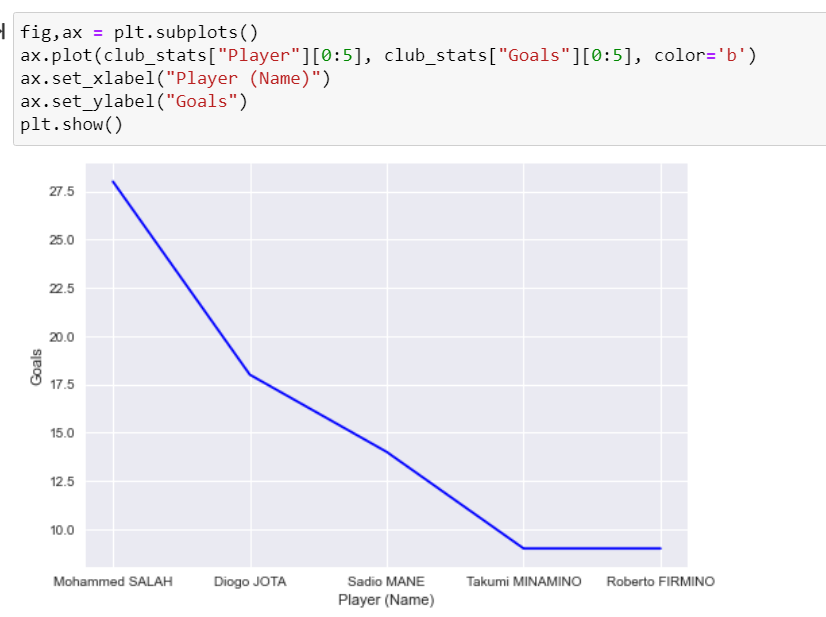 fig,ax = plt.subplots()
ax.plot(club_stats["Player"][0:5], club_stats["Goals"][0:5], color='b')
ax.set_xlabel("Player (Name)")
ax.set_ylabel("Goals")
plt.show()
27.5
25.0
22.5
20.0
17.5
15.0
12.5
10.0
Goals
Mohammed SALAH Diogo JOTA Sadio MANE Takumi MINAMINO Roberto FIRMINO
Player (Name)